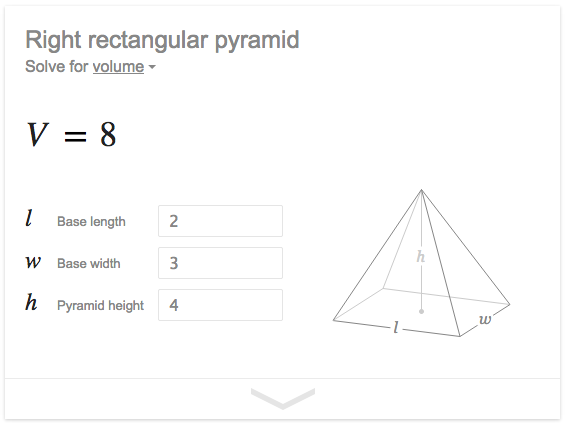 Right rectangular pyramid
Solve for volume
V = 8
l Base length 2
w Base width 3
h Pyramid height 4
h
w
l